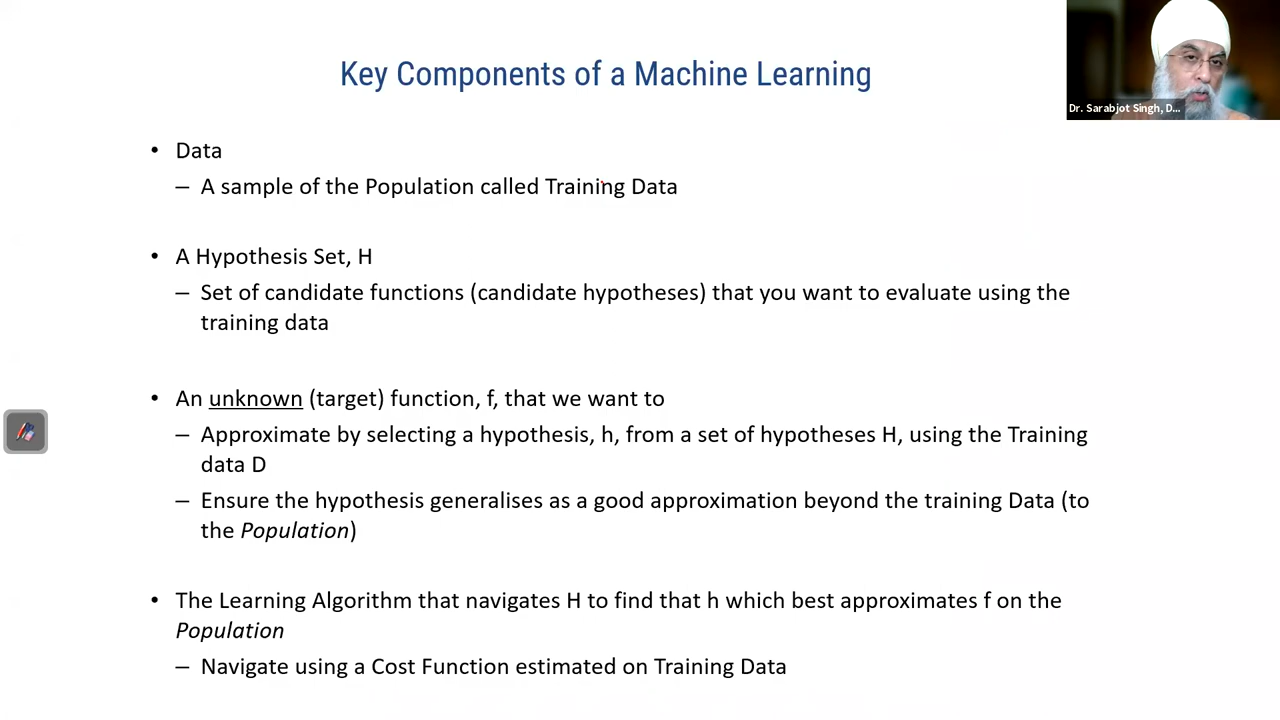 Key Components of a Machine Learning
Dr. Sarabjot Singh, D...
• Data
– A sample of the Population called Training Data
• A Hypothesis Set, H
– Set of candidate functions (candidate hypotheses) that you want to evaluate using the
training data
• An unknown (target) function, f, that we want to
– Approximate by selecting a hypothesis, h, from a set of hypotheses H, using the Training
data D
– Ensure the hypothesis generalises as a good approximation beyond the training Data (to
the Population)
• The Learning Algorithm that navigates H to find that h which best approximates f on the
Population
– Navigate using a Cost Function estimated on Training Data